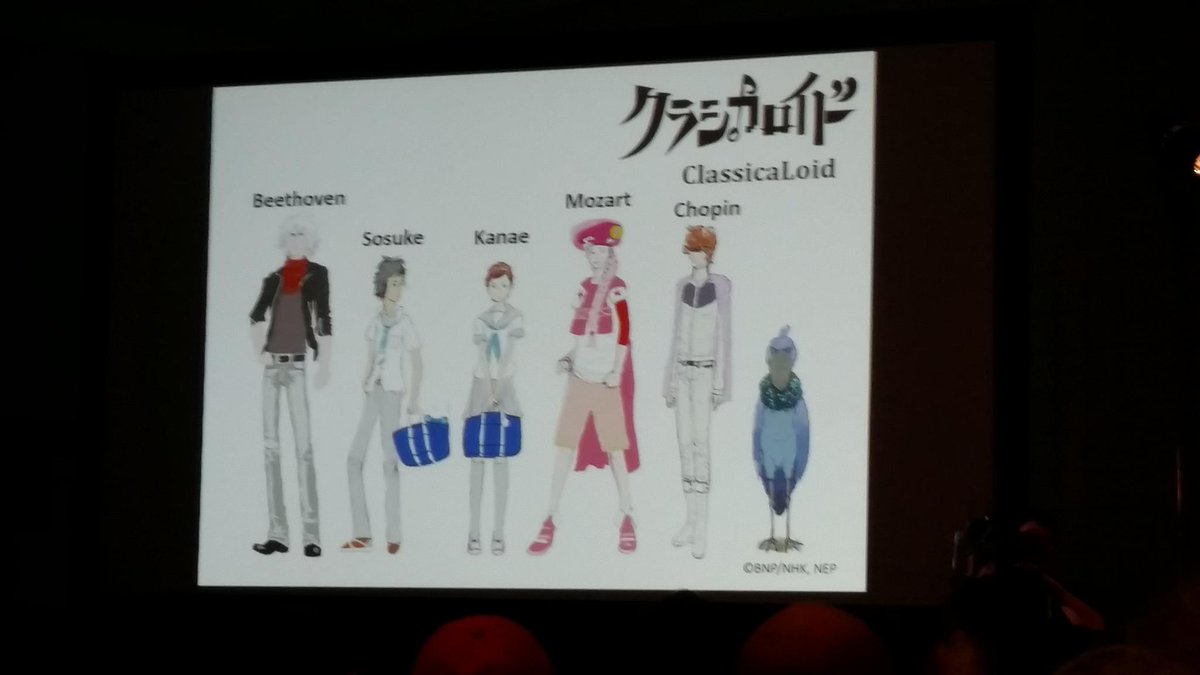 クラシカロイド
ClassicaLoid
Beethoven
Sosuke
Kanae
Mozart
Chopin
©BNP/NHK, NEP